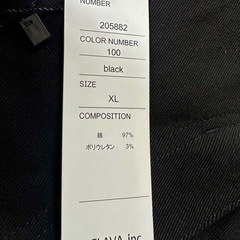 NUMBER
205882
COLOR NUMBER
100
black
SIZE
XL
COMPOSITION
綿 97%
ポリウレタン 3%